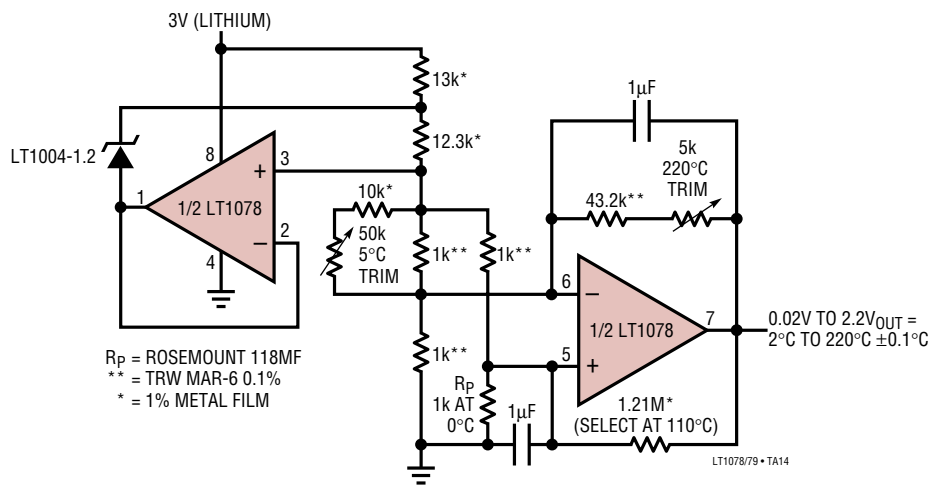 3V (LITHIUM)
13k*
12.3k*
LT1004-1.2
8
3
+
1
1/2 LT1078
2
–
4
10k*
50k
5°C
TRIM
1k**
1k**
1k**
1µF
5k
220°C
TRIM
43.2k**
6
–
1/2 LT1078
7
5
+
0.02V TO 2.2VOUT =
2°C TO 220°C ±0.1°C
RP
1k AT
0°C
1µF
1.21M*
(SELECT AT 110°C)
RP = ROSEMOUNT 118MF
** = TRW MAR-6 0.1%
* = 1% METAL FILM
LT1078/79 • TA14